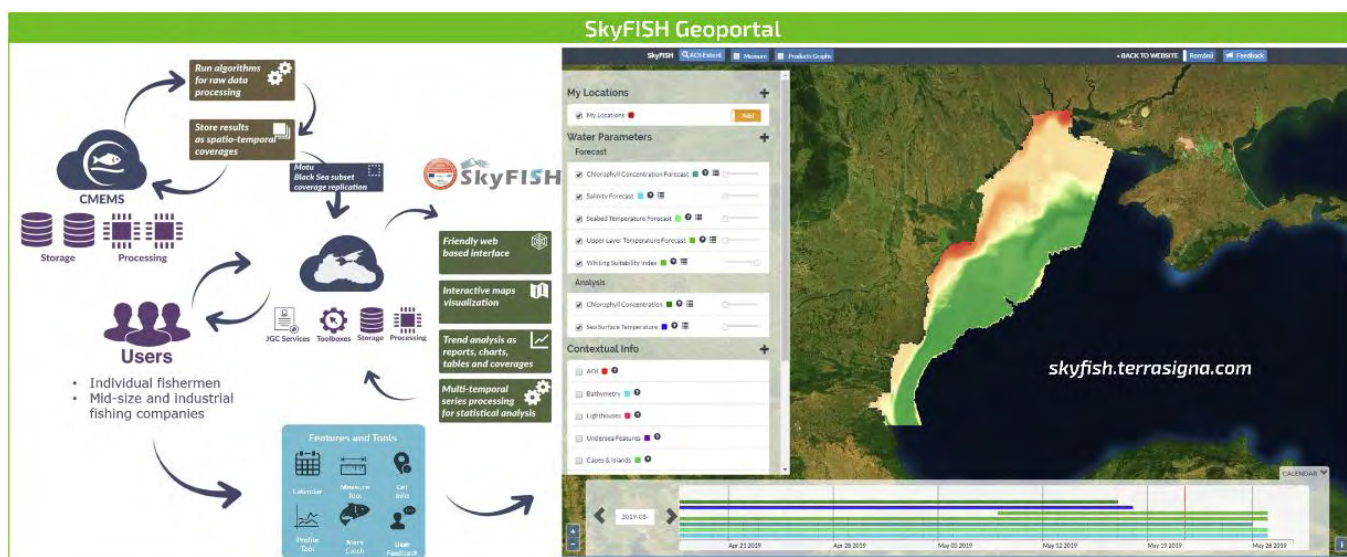 SkyFISH Geoportal
Run algorithms
for raw data
processing
Store results
as spatio-temporal
coverages
Motu
Black Sea subset
coverage replication
CMEMS
Storage
Processing
SkyFISH
Friendly web
based interface
Interactive maps
visualization
Trend analysis as
reports, charts,
tables and coverages
Multi-temporal
series processing
for statistical analysis
JGC Services
Toolboxes
Storage
Processing
Users
• Individual fishermen
• Mid-size and industrial
fishing companies
Features and Tools
Calendar
Measure
Tool
Get
Info
Profile
Tool
Catch
User
Feedback
SkyFISH
AOI Extent
Measure
Products Graphs
BACK TO WEBSITE
Română
Feedback
My Locations
My Locations
Add
Water Parameters
Forecast
Chlorophyll Concentration Forecast
Salinity Forecast
Seabed Temperature Forecast
Upper Layer Temperature Forecast
Whiting Suitability Index
Analysis
Chlorophyll Concentration
Sea Surface Temperature
Contextual Info
AOI
Bathymetry
Lighthouses
Undersea Features
Capes & Islands
skyfish.terrasigna.com
CALENDAR
2019-05
Apr 21 2019
Apr 28 2019
May 05 2019
May 12 2019
May 19 2019
May 26 2019